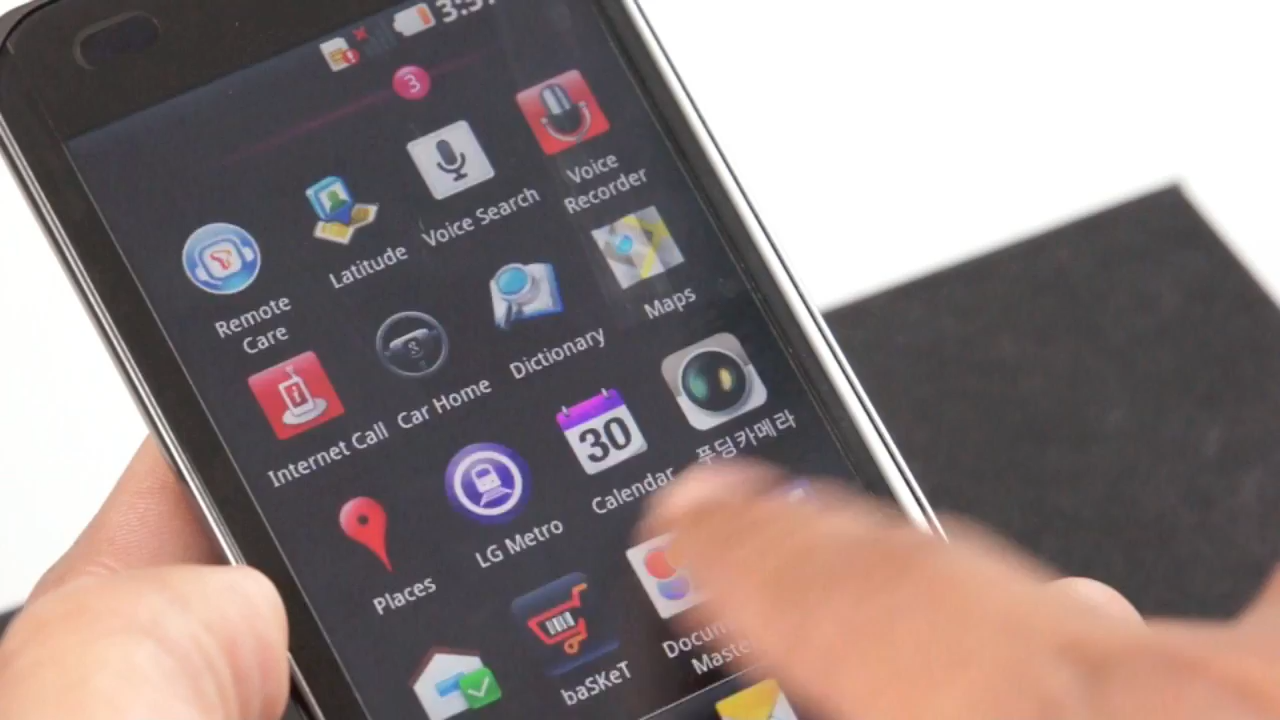 3
Remote
Care
Latitude
Voice Search
Voice
Recorder
Internet Call
Car Home
Dictionary
Maps
Places
LG Metro
30
Calendar
푸딩카메라
baSKeT